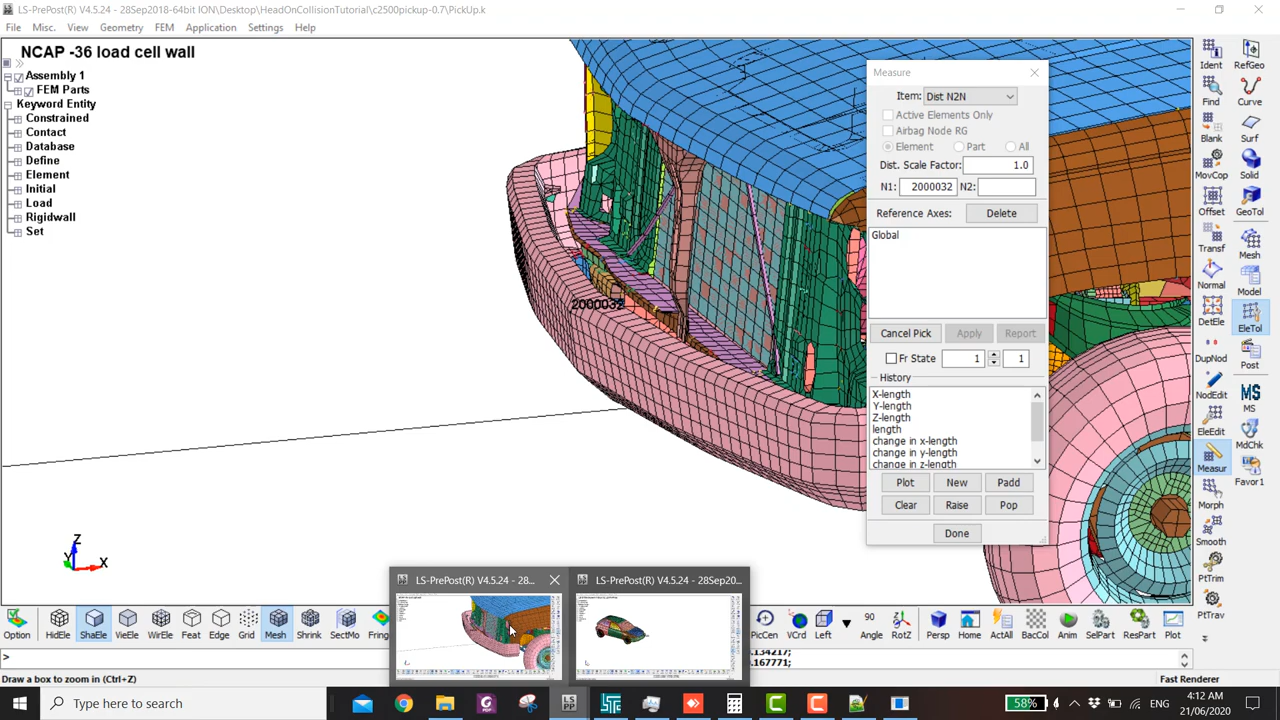 LS-PrePost(R) V4.5.24 - 28Sep2018-64bit ION\Desktop\HeadOnCollisionTutorial\c2500pickup-0.7\PickUp.k
File Misc. View Geometry FEM Application Settings Help
NCAP -36 load cell wall
Assembly 1
FEM Parts
Keyword Entity
Constrained
Contact
Database
Define
Element
Initial
Load
Rigidwall
Set
2000032
Z
Y
X
Measure
Item: Dist N2N
Active Elements Only
Airbag Node RG
Element Part All
Dist. Scale Factor: 1.0
N1: 2000032 N2:
Reference Axes: Delete
Global
Cancel Pick Apply Report
Fr State 1 1
History
X-length
Y-length
Z-length
length
change in x-length
change in y-length
change in z-length
Plot New Padd
Clear Raise Pop
Done
Ident RefGeo
Find Curve
Blank Surf
MovCop Solid
Offset GeoTol
Transf Mesh
Normal Model
DetEle EleTol
DupNod Post
NodEdit MS
EleEdit MdChk
Measur Favor1
Morph
Smooth
PtTrim
PtTrav
LS-PrePost(R) V4.5.24 - 28...
LS-PrePost(R) V4.5.24 - 28Sep20...
Option HidEle ShaEle VieEle WirEle Feat Edge Grid Mesh Shrink SectMo Fring
PicCen VCrd Left 90 Angle RotZ Persp Home ActAll BacCol Anim SelPart ResPart Plot
>
.134217;
.167771;
Draw a box to zoom in (Ctrl+Z)
Fast Renderer
Type here to search
LS
PP
58%
ENG
4:12 AM
21/06/2020